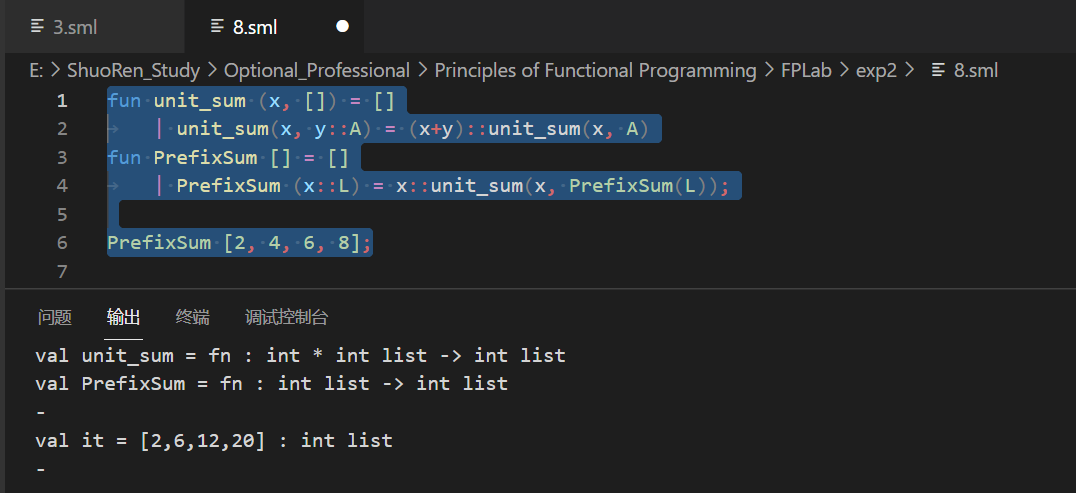 3.sml 8.sml
E: > ShuoRen_Study > Optional_Professional > Principles of Functional Programming > FPLab > exp2 > 8.sml
1 fun unit_sum (x, []) = []
2 | unit_sum(x, y::A) = (x+y)::unit_sum(x, A)
3 fun PrefixSum [] = []
4 | PrefixSum (x::L) = x::unit_sum(x, PrefixSum(L));
5
6 PrefixSum [2, 4, 6, 8];
7
问题 输出 终端 调试控制台
val unit_sum = fn : int * int list -> int list
val PrefixSum = fn : int list -> int list
-
val it = [2,6,12,20] : int list
-